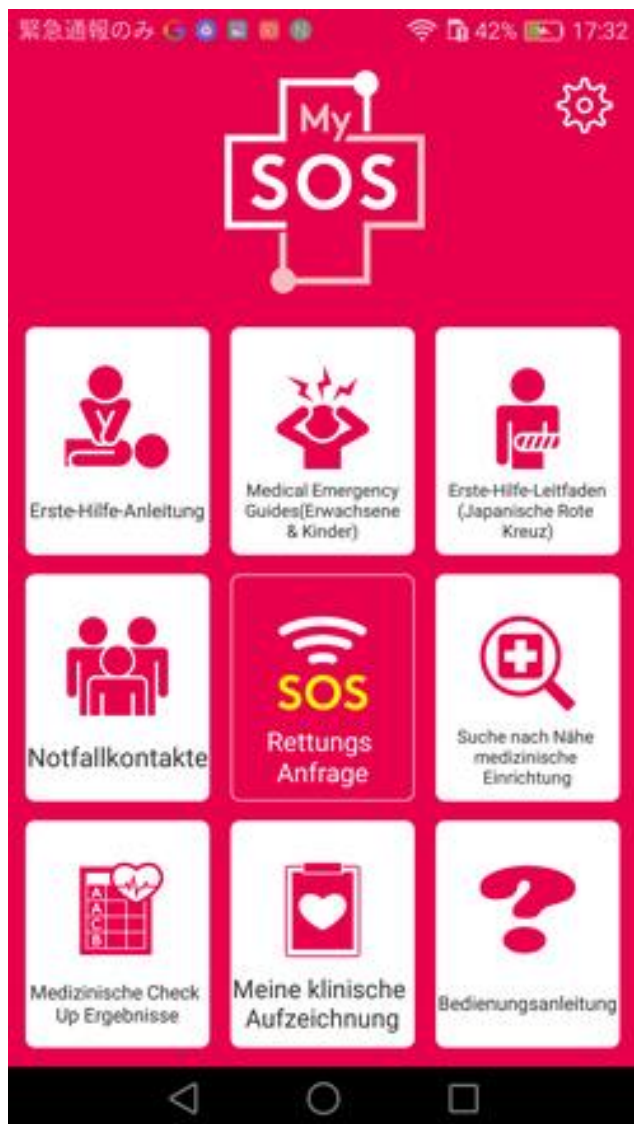 緊急通報のみ 42% 17:32
My
SOS
Erste-Hilfe-Anleitung
Medical Emergency
Guides(Erwachsene
& Kinder)
Erste-Hilfe-Leitfaden
(Japanische Rote
Kreuz)
Notfallkontakte
SOS
Rettungs
Anfrage
Suche nach Nähe
medizinische
Einrichtung
A
A
C
B
Medizinische Check
Up Ergebnisse
Meine klinische
Aufzeichnung
?
Bedienungsanleitung